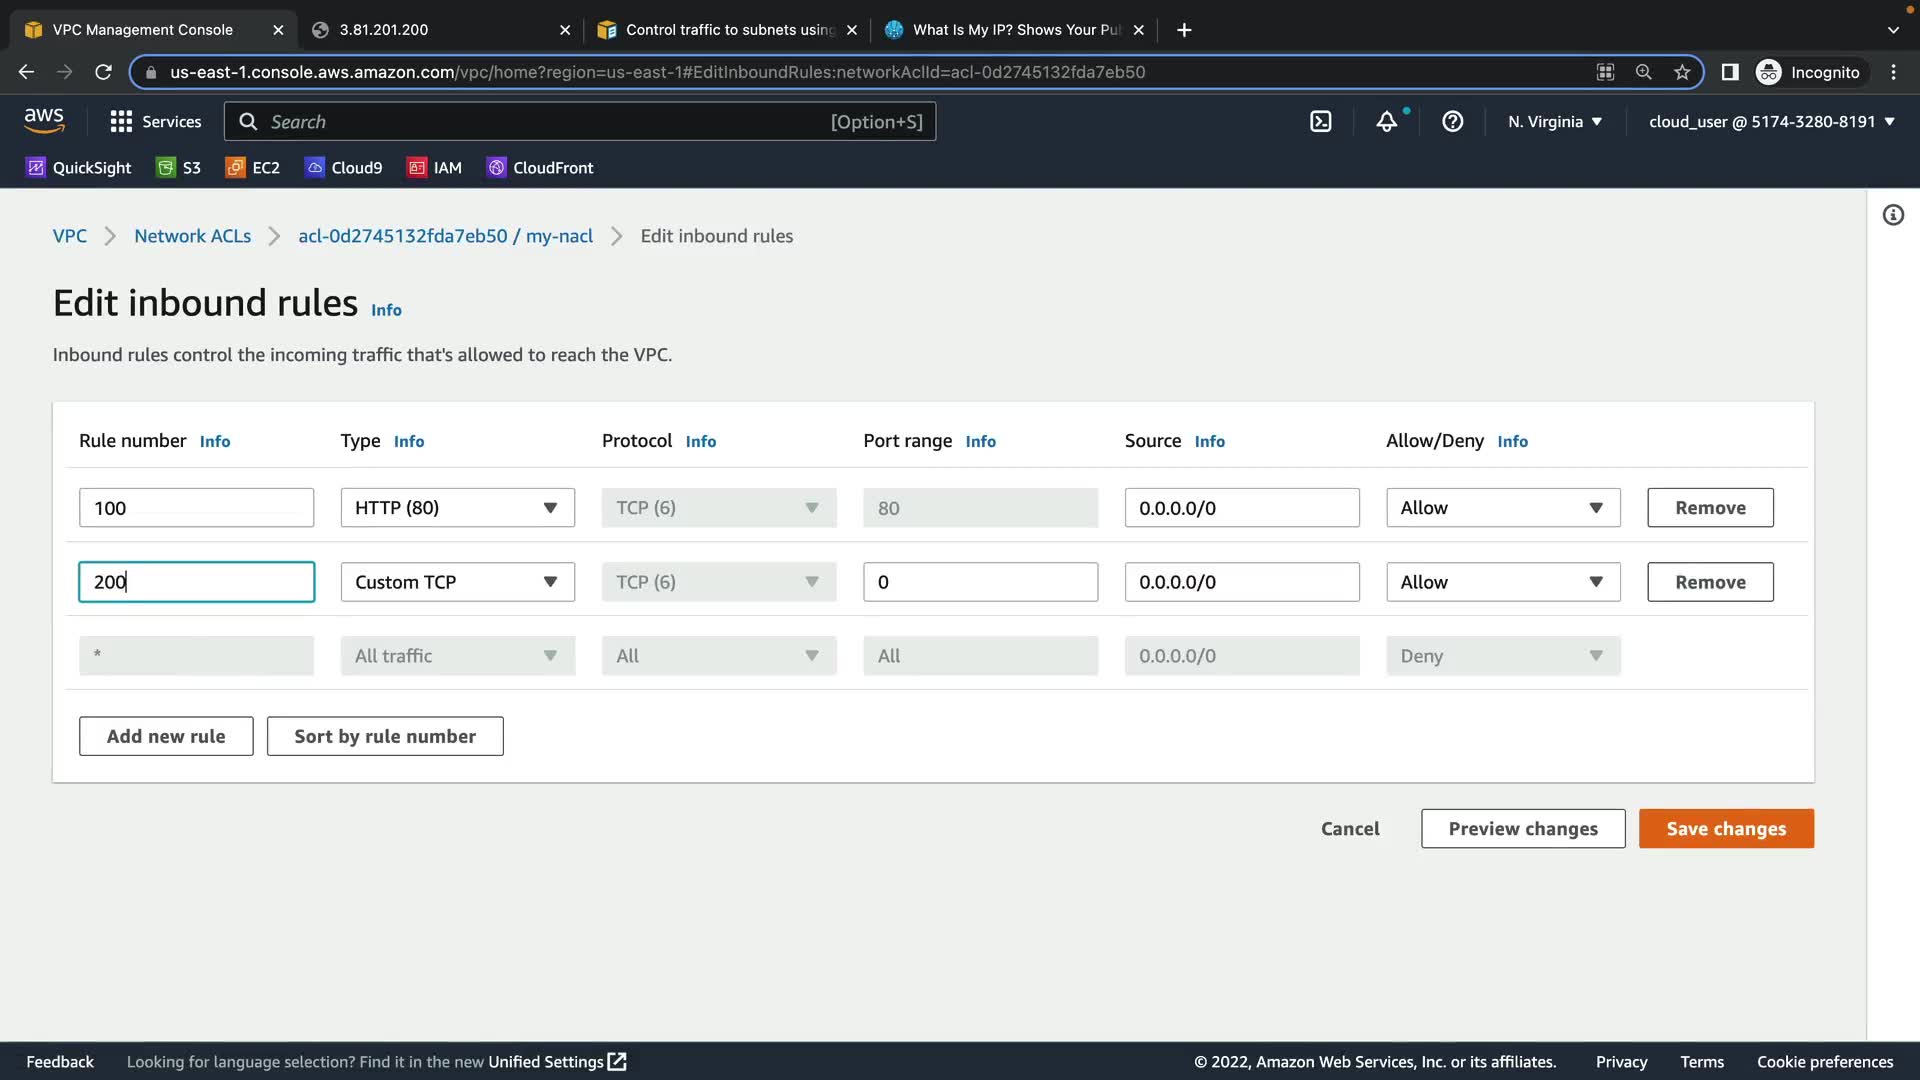 VPC Management Console
3.81.201.200
Control traffic to subnets using
What Is My IP? Shows Your Pu
us-east-1.console.aws.amazon.com/vpc/home?region=us-east-1#EditInboundRules:networkAclId=acl-0d2745132fda7eb50
Incognito
aws
Services
Search
[Option+S]
N. Virginia
cloud_user @ 5174-3280-8191
QuickSight
S3
EC2
Cloud9
IAM
CloudFront
VPC
Network ACLs
acl-0d2745132fda7eb50 / my-nacl
Edit inbound rules
Edit inbound rules Info
Inbound rules control the incoming traffic that's allowed to reach the VPC.
Rule number Info
Type Info
Protocol Info
Port range Info
Source Info
Allow/Deny Info
100
HTTP (80)
TCP (6)
80
0.0.0.0/0
Allow
Remove
200
Custom TCP
TCP (6)
0
0.0.0.0/0
Allow
Remove
*
All traffic
All
All
0.0.0.0/0
Deny
Add new rule
Sort by rule number
Cancel
Preview changes
Save changes
Feedback
Looking for language selection? Find it in the new Unified Settings
© 2022, Amazon Web Services, Inc. or its affiliates.
Privacy
Terms
Cookie preferences